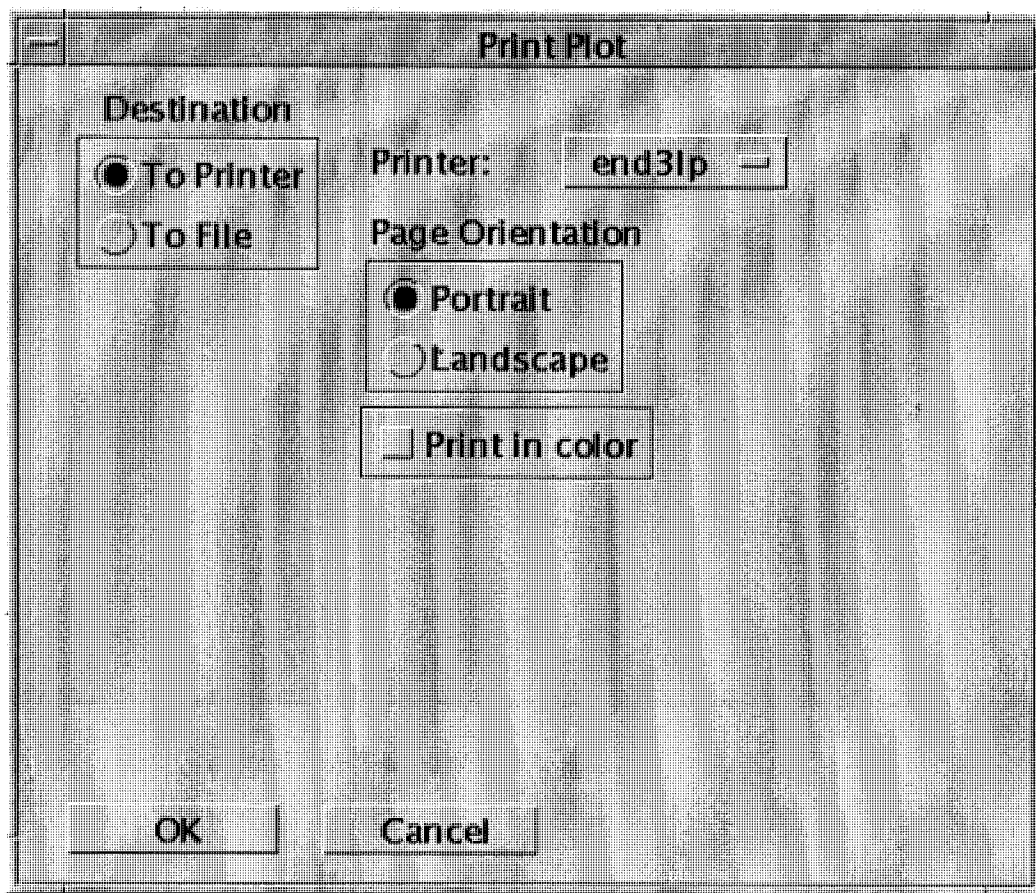 Print Plot
Destination
To Printer
To File
Printer: end3lp
Page Orientation
Portrait
Landscape
Print in color
OK Cancel